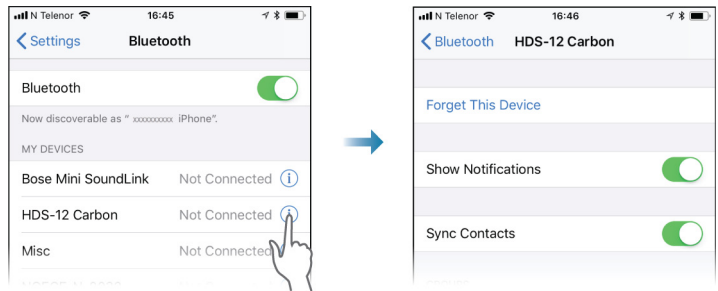 N Telenor 16:45
Settings Bluetooth
Bluetooth
Now discoverable as “ xxxxxxxxxx iPhone”.
MY DEVICES
Bose Mini SoundLink Not Connected i
HDS-12 Carbon Not Connected i
Misc Not Connected
N Telenor 16:46
Bluetooth HDS-12 Carbon
Forget This Device
Show Notifications
Sync Contacts